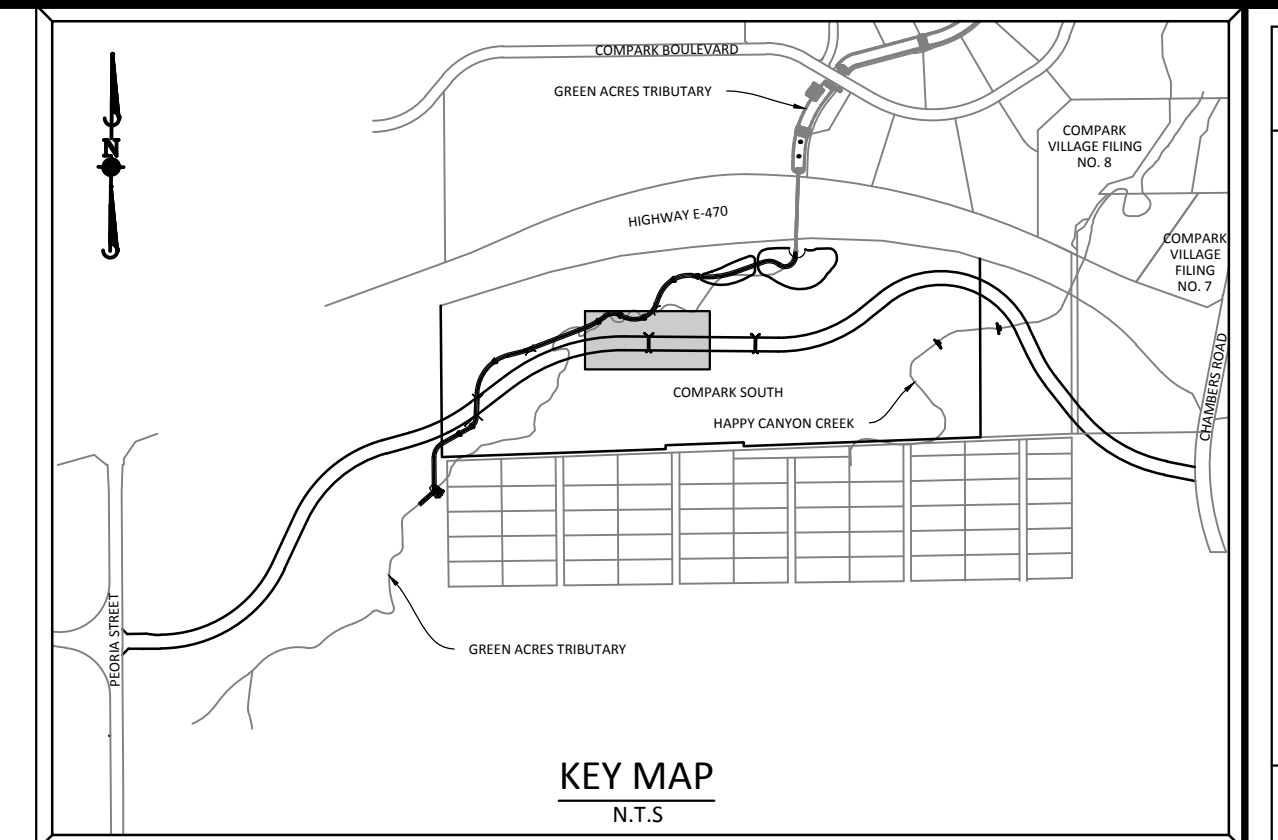 COMPARK BOULEVARD
GREEN ACRES TRIBUTARY
N
COMPARK
VILLAGE FILING
NO. 8
HIGHWAY E-470
COMPARK
VILLAGE
FILING
NO. 7
CHAMBERS ROAD
COMPARK SOUTH
HAPPY CANYON CREEK
PEORIA STREET
GREEN ACRES TRIBUTARY
KEY MAP
N.T.S